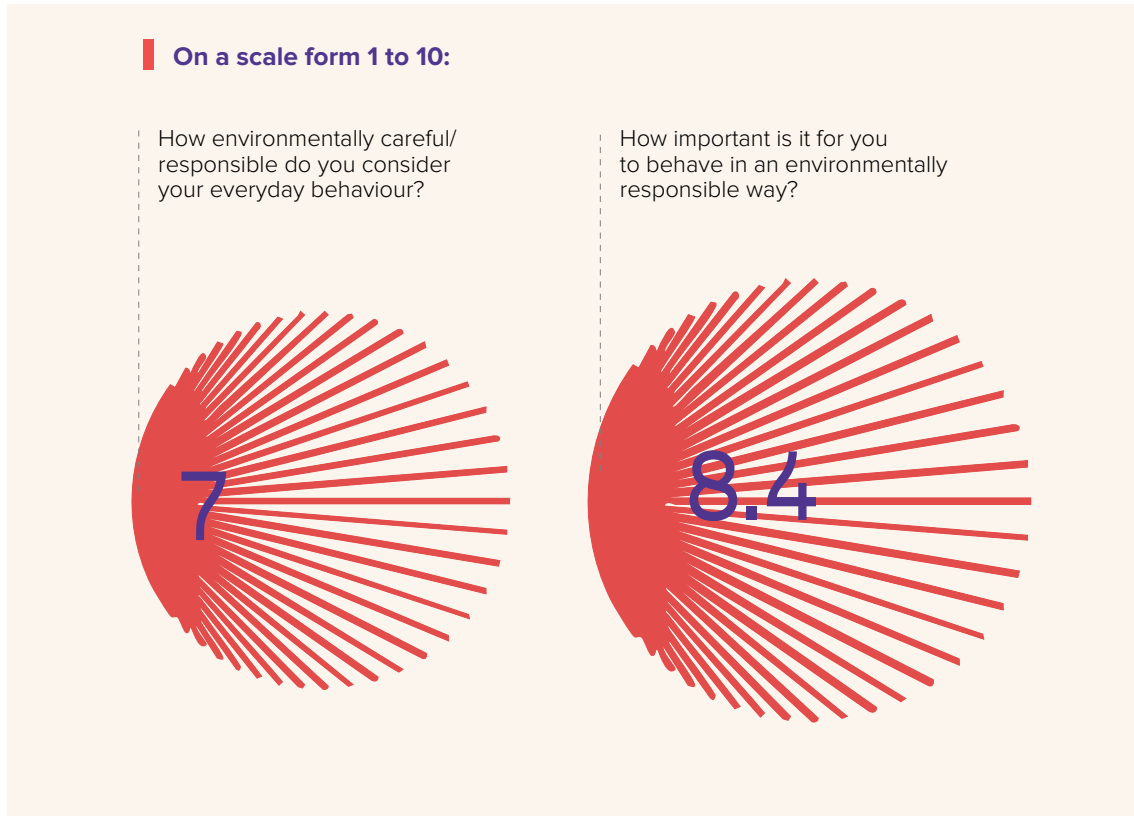 On a scale form 1 to 10:
How environmentally careful/
responsible do you consider
your everyday behaviour?
7
How important is it for you
to behave in an environmentally
responsible way?
8.4